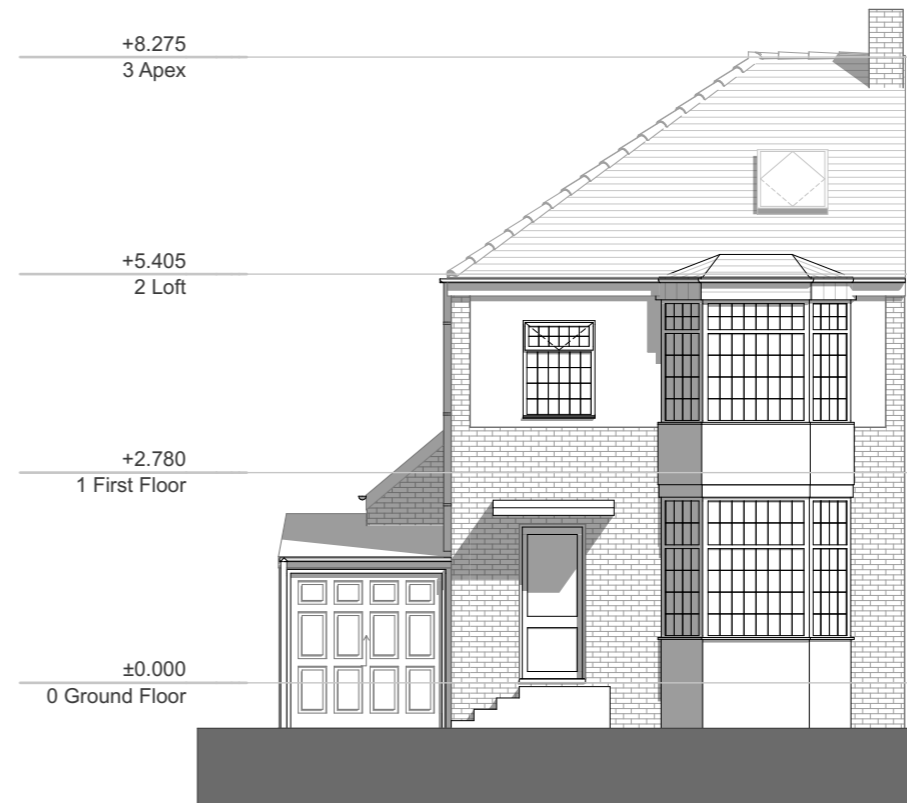 +8.275
3 Apex
+5.405
2 Loft
+2.780
1 First Floor
±0.000
0 Ground Floor